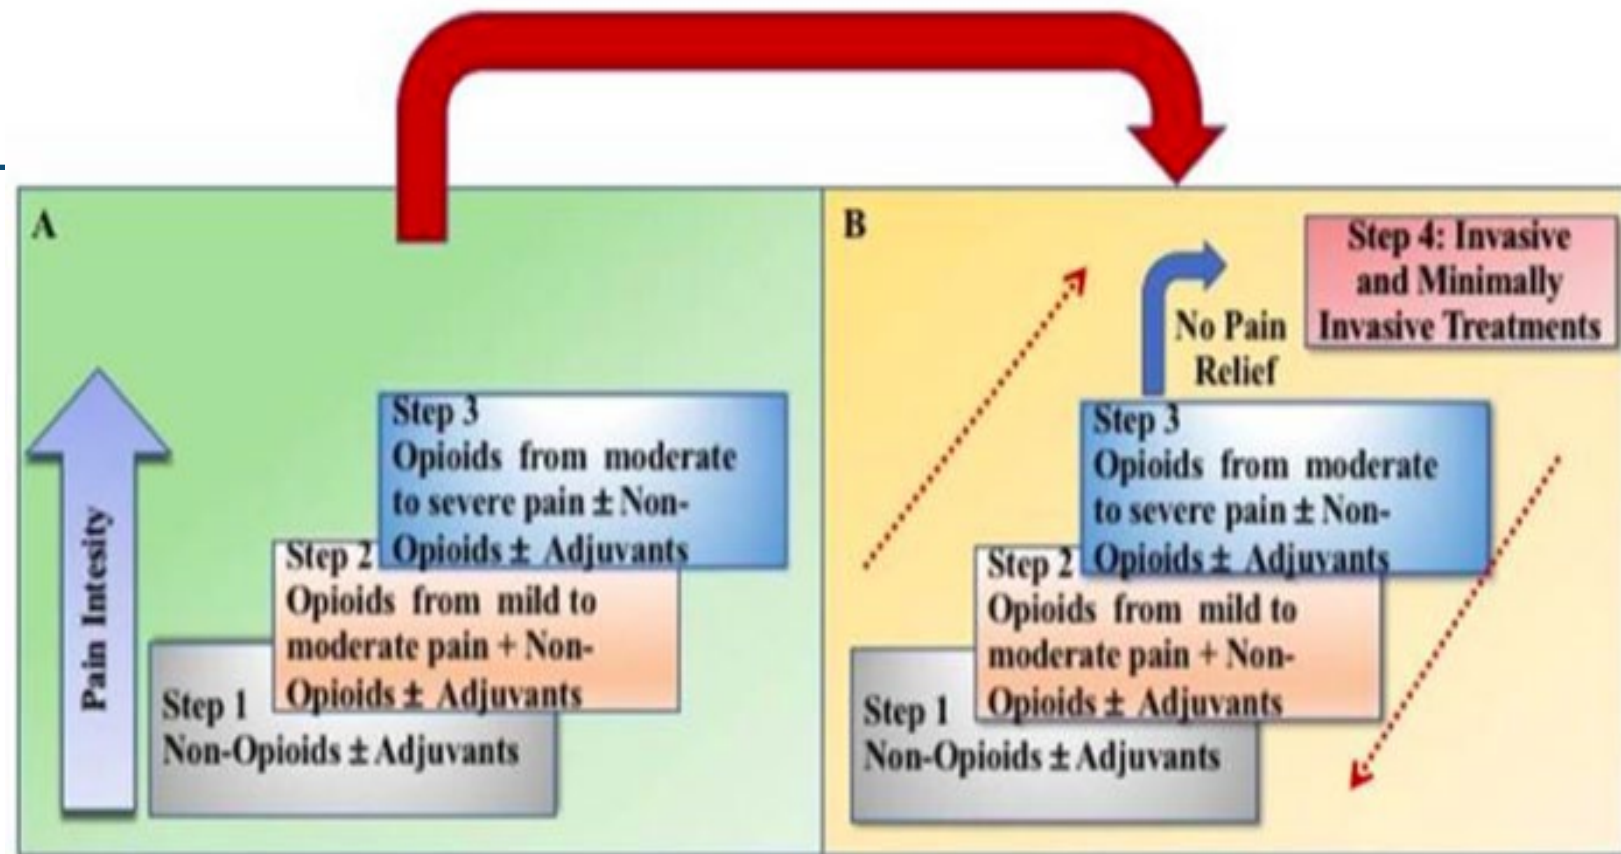 A
Pain Intesity
Step 3
Opioids from moderate
to severe pain ± Non-
Opioids ± Adjuvants
Step 2
Opioids from mild to
moderate pain + Non-
Opioids ± Adjuvants
Step 1
Non-Opioids ± Adjuvants
B
Step 4: Invasive
and Minimally
Invasive Treatments
No Pain
Relief
Step 3
Opioids from moderate
to severe pain ± Non-
Opioids ± Adjuvants
Step 2
Opioids from mild to
moderate pain + Non-
Opioids ± Adjuvants
Step 1
Non-Opioids ± Adjuvants